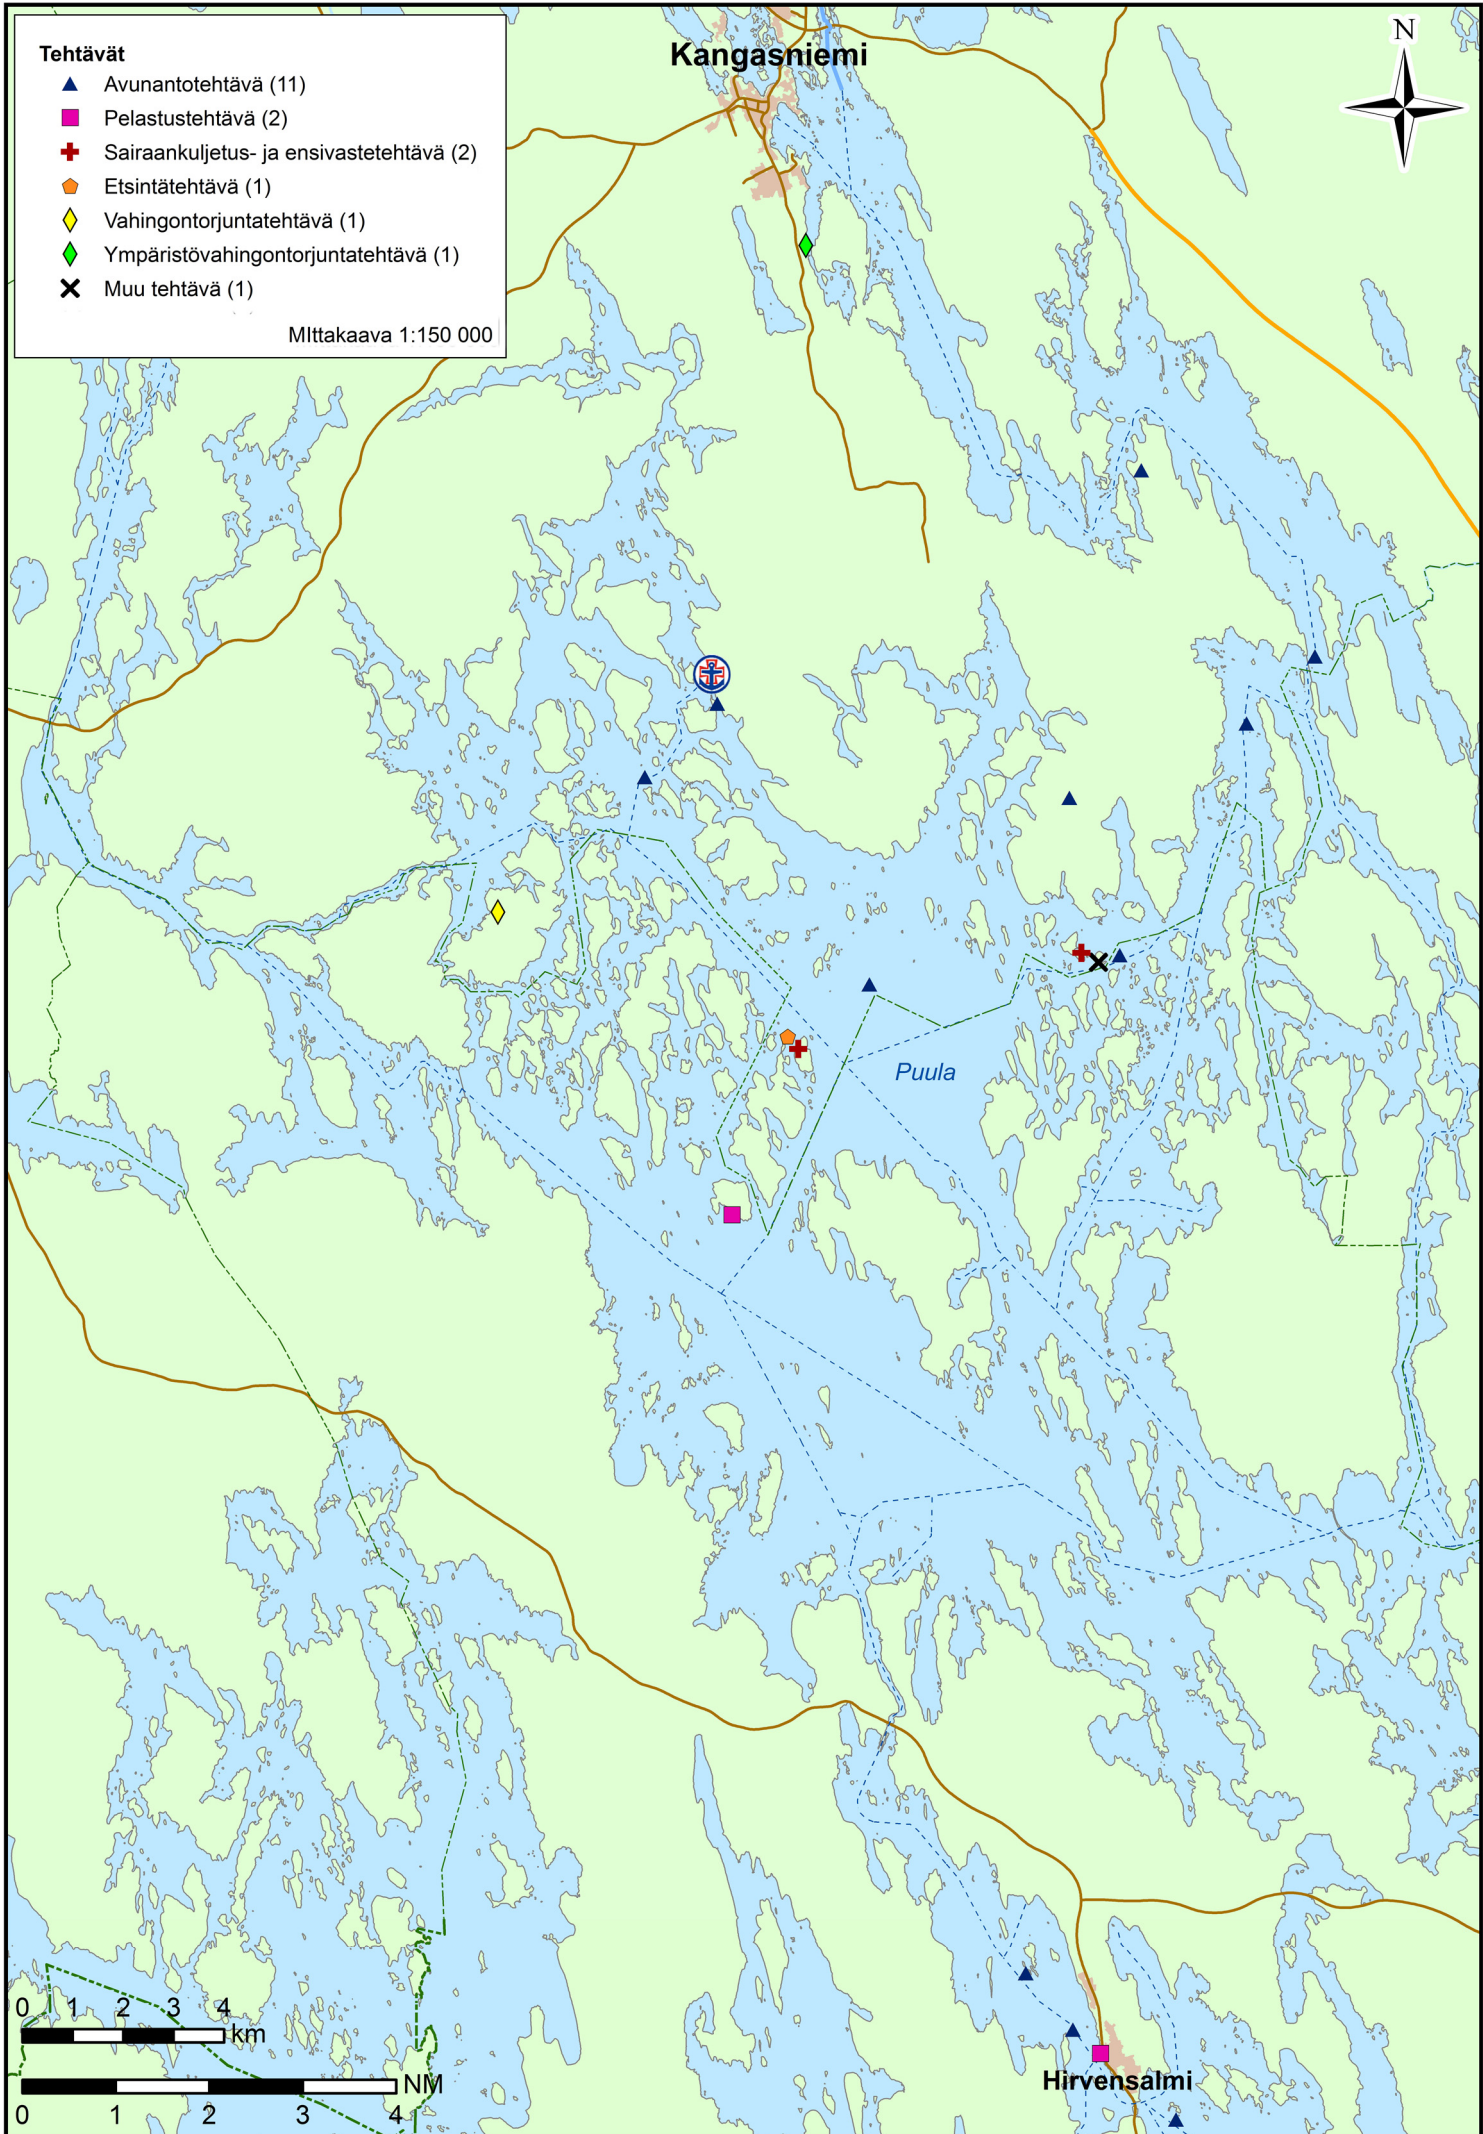 Tehtävät
Avunantotehtävä (11)
Pelastustehtävä (2)
Sairaankuljetus- ja ensivastetehtävä (2)
Etsintätehtävä (1)
Vahingontorjuntatehtävä (1)
Ympäristövahingontorjuntatehtävä (1)
Muu tehtävä (1)
MIttakaava 1:150 000
Kangasniemi
N
Puula
Hirvensalmi
0 1 2 3 4
km
NM
0 1 2 3 4